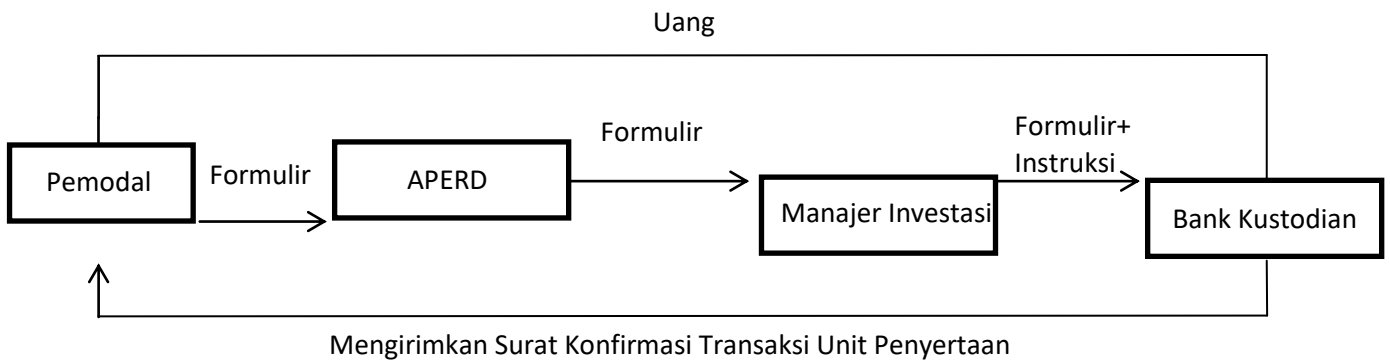 Uang
Pemodal
Formulir
APERD
Formulir
Manajer Investasi
Formulir+
Instruksi
Bank Kustodian
Mengirimkan Surat Konfirmasi Transaksi Unit Penyertaan